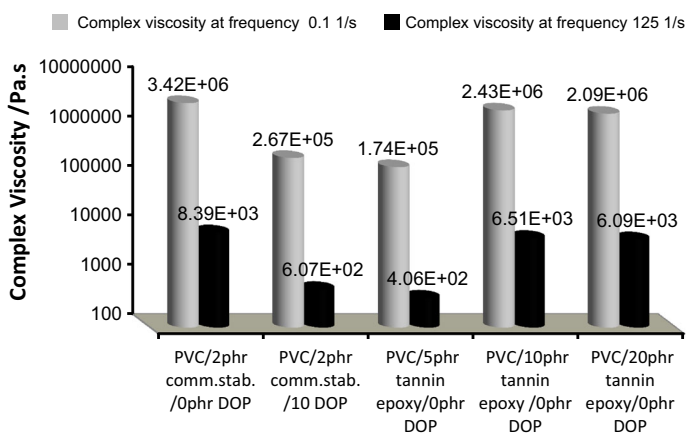 Complex viscosity at frequency 0.1 1/s
Complex viscosity at frequency 125 1/s
Complex Viscosity /Pa.s
10000000
1000000
100000
10000
1000
100
3.42E+06
8.39E+03
2.67E+05
6.07E+02
1.74E+05
4.06E+02
2.43E+06
6.51E+03
2.09E+06
6.09E+03
PVC/2phr
comm.stab.
/0phr DOP
PVC/2phr
comm.stab.
/10 DOP
PVC/5phr
tannin
epoxy/0phr
DOP
PVC/10phr
tannin
epoxy /0phr
DOP
PVC/20phr
tannin
epoxy/0phr
DOP